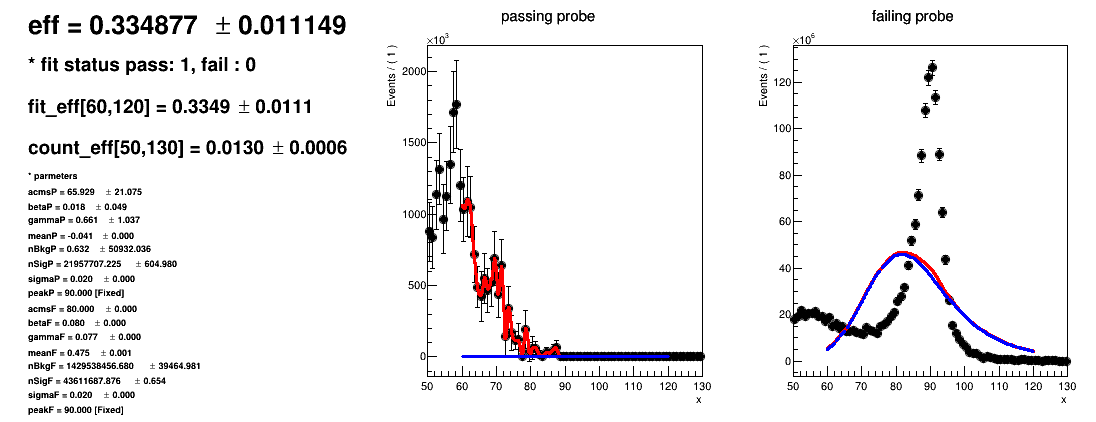 eff = 0.334877 ± 0.011149
* fit status pass: 1, fail : 0
fit_eff[60,120] = 0.3349 ± 0.0111
count_eff[50,130] = 0.0130 ± 0.0006
* parmeters
acmsP = 65.929 ± 21.075
betaP = 0.018 ± 0.049
gammaP = 0.661 ± 1.037
meanP = -0.041 ± 0.000
nBkgP = 0.632 ± 50932.036
nSigP = 21957707.225 ± 604.980
sigmaP = 0.020 ± 0.000
peakP = 90.000 [Fixed]
acmsF = 80.000 ± 0.000
betaF = 0.080 ± 0.000
gammaF = 0.077 ± 0.000
meanF = 0.475 ± 0.001
nBkgF = 1429538456.680 ± 39464.981
nSigF = 43611687.876 ± 0.654
sigmaF = 0.020 ± 0.000
peakF = 90.000 [Fixed]
passing probe
×10³
Events / ( 1 )
2000
1500
1000
500
0
50 60 70 80 90 100 110 120 130
x
failing probe
×10⁶
Events / ( 1 )
120
100
80
60
40
20
0
50 60 70 80 90 100 110 120 130
x